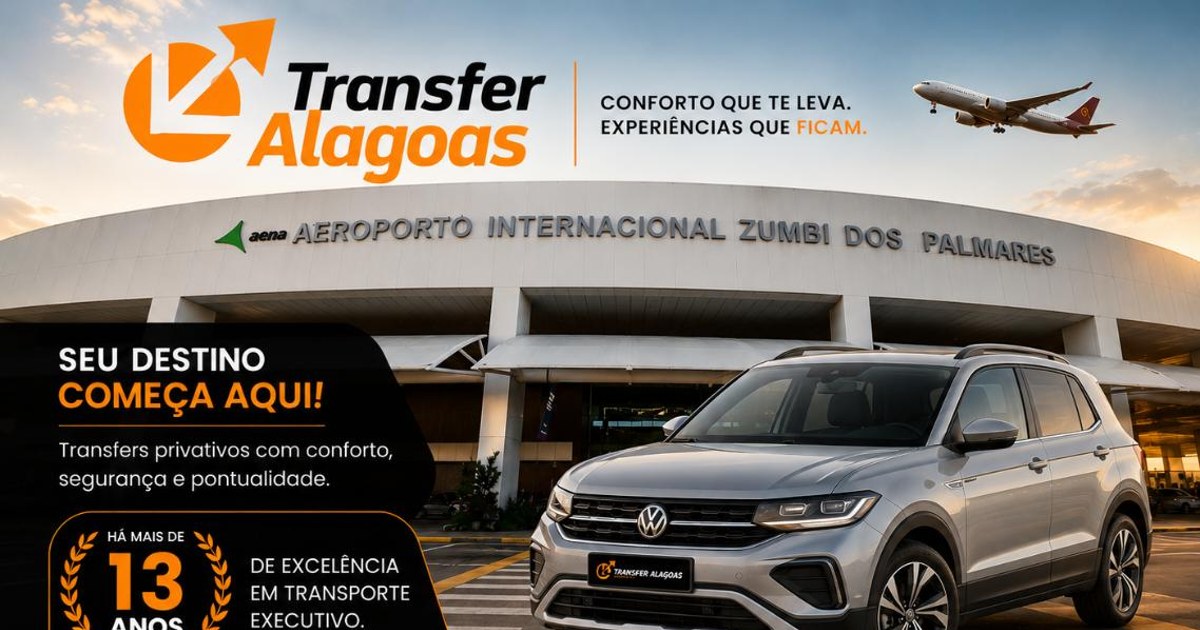 Transfer
Alagoas
CONFORTO QUE TE LEVA.
EXPERIÊNCIAS QUE FICAM.
aena AEROPORTO INTERNACIONAL ZUMBI DOS PALMARES
SEU DESTINO
COMEÇA AQUI!
Transfers privativos com conforto,
segurança e pontualidade.
HÁ MAIS DE
13
ANOS
DE EXCELÊNCIA
EM TRANSPORTE
EXECUTIVO.
TRANSFER ALAGOAS